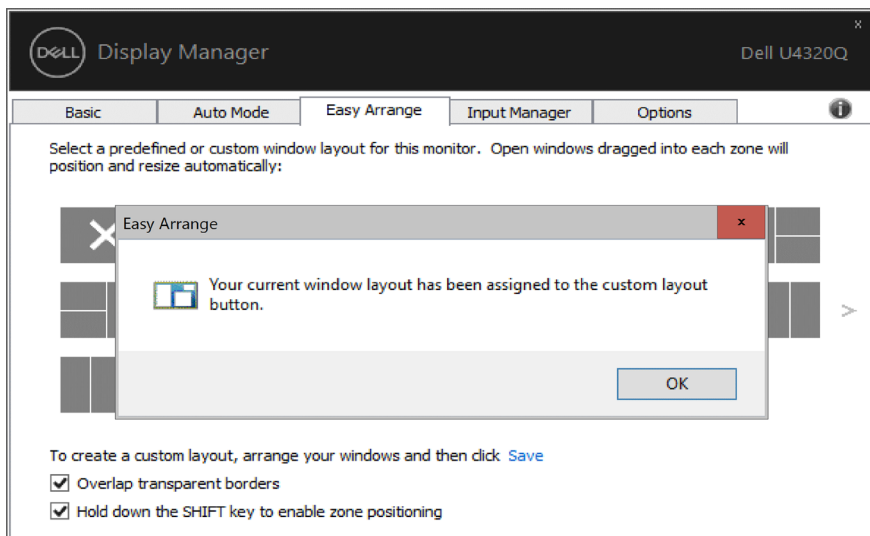 x
DELL Display Manager
Dell U4320Q
Basic Auto Mode Easy Arrange Input Manager Options i
Select a predefined or custom window layout for this monitor. Open windows dragged into each zone will
position and resize automatically:
Easy Arrange x
Your current window layout has been assigned to the custom layout
button.
>
OK
To create a custom layout, arrange your windows and then click Save
Overlap transparent borders
Hold down the SHIFT key to enable zone positioning